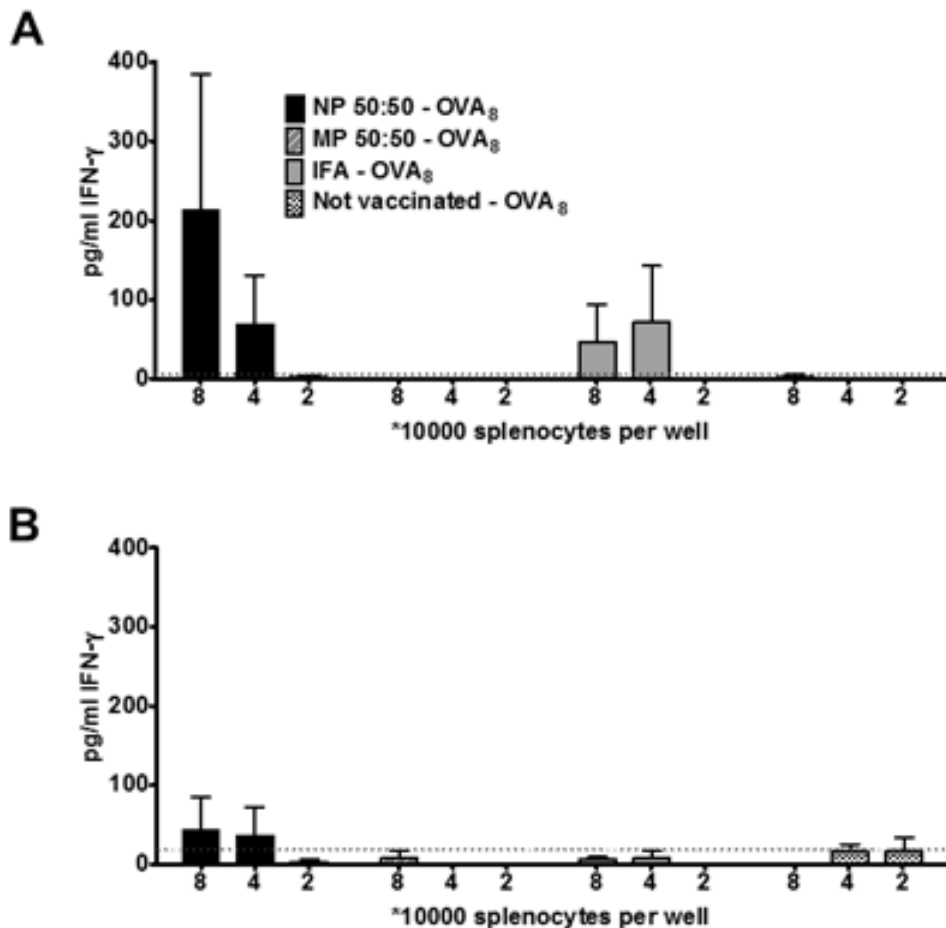 A
400
300
200
100
0
pg/ml IFN-γ
NP 50:50 - OVA₈
MP 50:50 - OVA₈
IFA - OVA₈
Not vaccinated - OVA₈
8 4 2 8 4 2 8 4 2 8 4 2
*10000 splenocytes per well
B
400
300
200
100
0
pg/ml IFN-γ
8 4 2 8 4 2 8 4 2 8 4 2
*10000 splenocytes per well